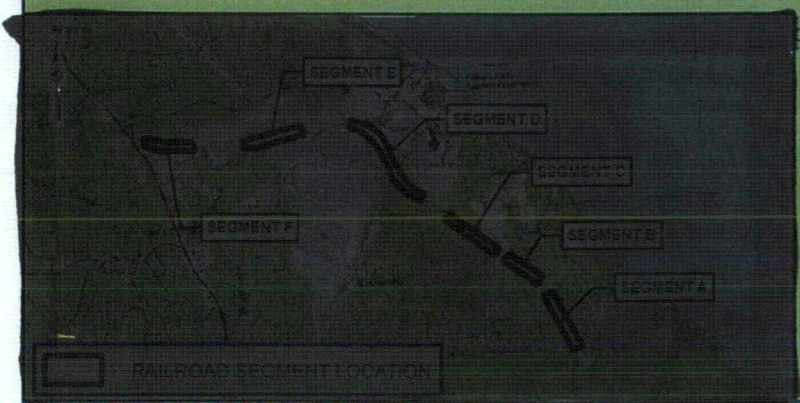 SEGMENT E
SEGMENT D
SEGMENT C
SEGMENT F
SEGMENT B
SEGMENT A
RAILROAD SEGMENT LOCATION